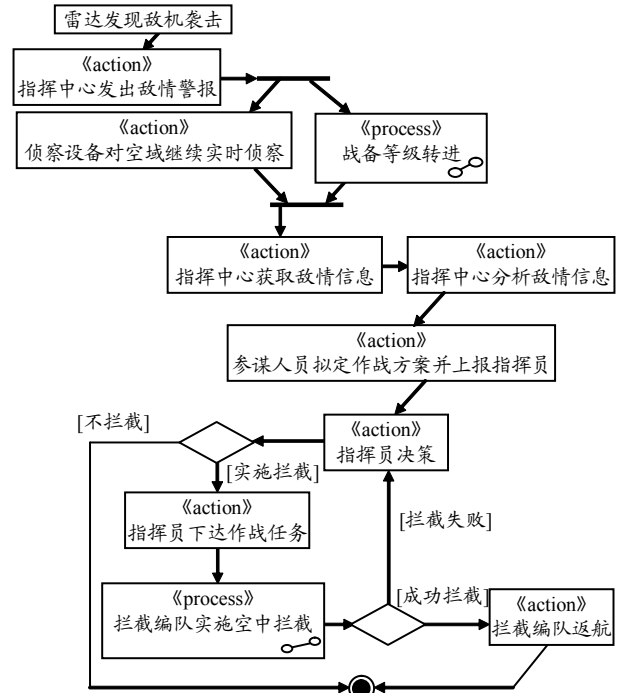 雷达发现敌机袭击
《action》
指挥中心发出敌情警报
《action》
侦察设备对空域继续实时侦察
《process》
战备等级转进
《action》
指挥中心获取敌情信息
《action》
指挥中心分析敌情信息
《action》
参谋人员拟定作战方案并上报指挥员
[不拦截]
《action》
指挥员决策
[实施拦截]
《action》
指挥员下达作战任务
[拦截失败]
《process》
拦截编队实施空中拦截
[成功拦截]
《action》
拦截编队返航